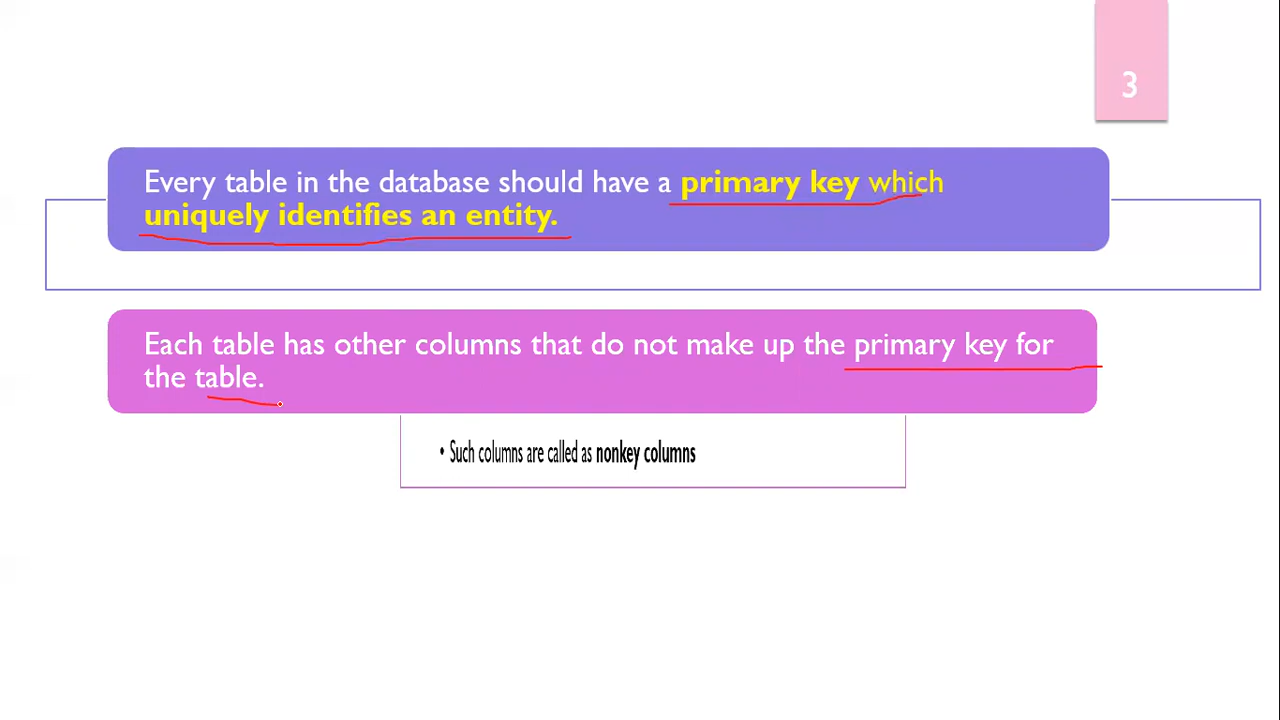 3
Every table in the database should have a primary key which
uniquely identifies an entity.
Each table has other columns that do not make up the primary key for
the table.
• Such columns are called as nonkey columns